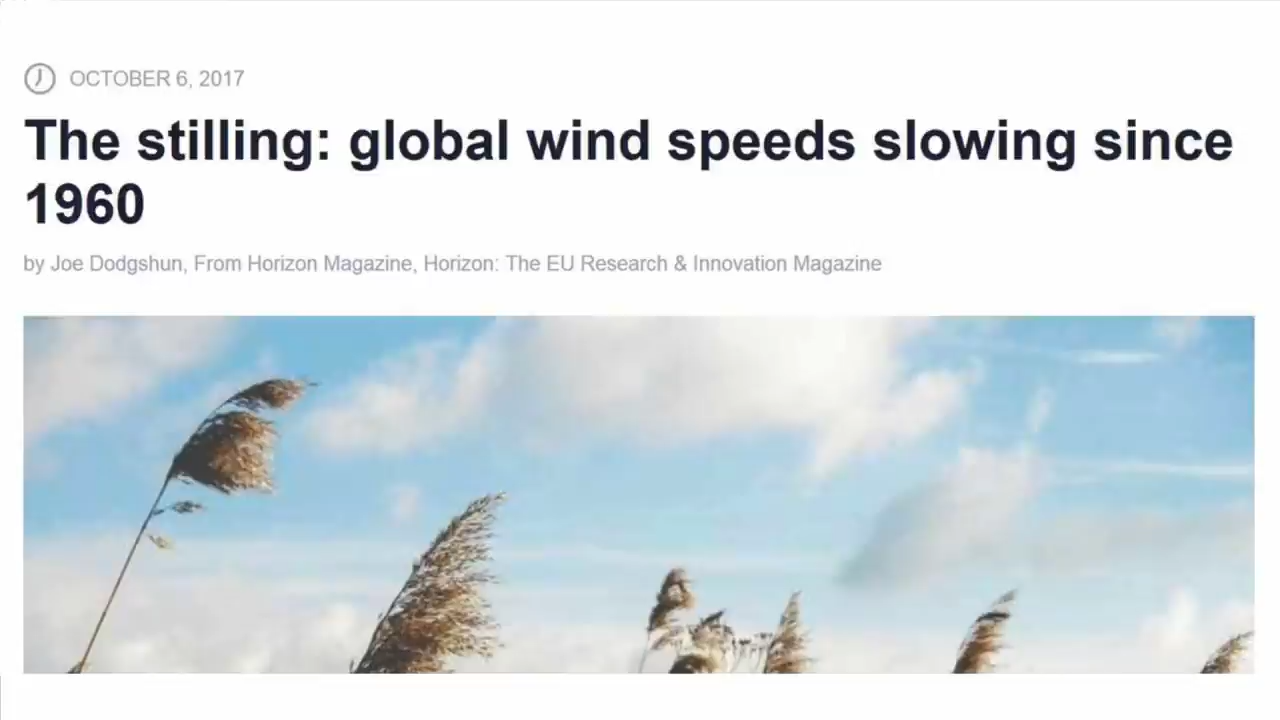 OCTOBER 6, 2017
The stilling: global wind speeds slowing since
1960
by Joe Dodgshun, From Horizon Magazine, Horizon: The EU Research & Innovation Magazine